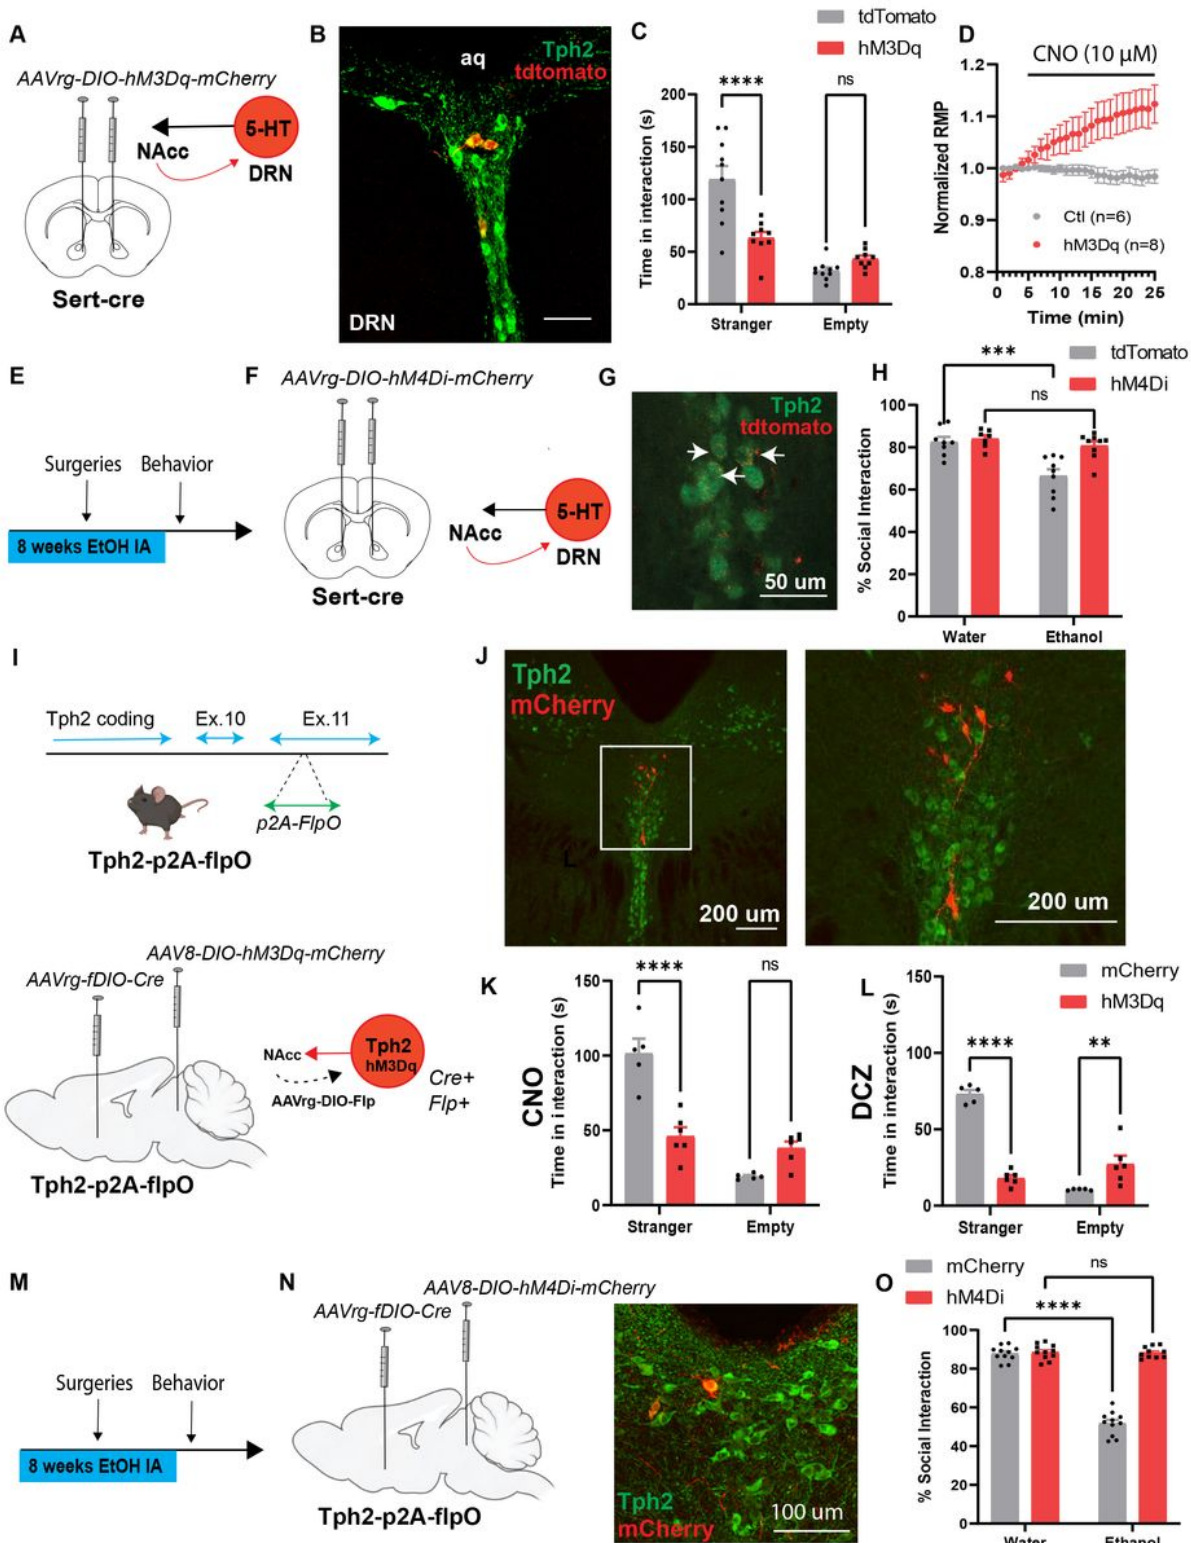 A
AAVrg-DIO-hM3Dq-mCherry
5-HT
NAcc
DRN
Sert-cre
B
aq
Tph2
tdtomato
DRN
C
tdTomato
hM3Dq
****
ns
Time in interaction (s)
200
150
100
50
0
Stranger
Empty
D
CNO (10 µM)
Normalized RMP
1.2
1.1
1.0
0.9
0.8
Ctl (n=6)
hM3Dq (n=8)
0
5
10
15
20
25
Time (min)
E
Surgeries
Behavior
8 weeks EtOH IA
F
AAVrg-DIO-hM4Di-mCherry
5-HT
NAcc
DRN
Sert-cre
G
Tph2
tdtomato
50 um
H
tdTomato
hM4Di
***
ns
% Social Interaction
100
80
60
40
20
0
Water
Ethanol
I
Tph2 coding
Ex.10
Ex.11
p2A-FlpO
Tph2-p2A-flpO
AAV8-DIO-hM3Dq-mCherry
AAVrg-fDIO-Cre
NAcc
Tph2
hM3Dq
AAVrg-DIO-Flp
Cre+
Flp+
Tph2-p2A-flpO
J
Tph2
mCherry
L
200 um
200 um
K
CNO
Time in interaction (s)
150
100
50
0
****
ns
Stranger
Empty
L
DCZ
mCherry
hM3Dq
Time in interaction (s)
150
100
50
0
****
**
Stranger
Empty
M
Surgeries
Behavior
8 weeks EtOH IA
N
AAV8-DIO-hM4Di-mCherry
AAVrg-fDIO-Cre
Tph2-p2A-flpO
Tph2
mCherry
100 um
O
mCherry
hM4Di
ns
****
% Social Interaction
100
80
60
40
20
0
Water
Ethanol